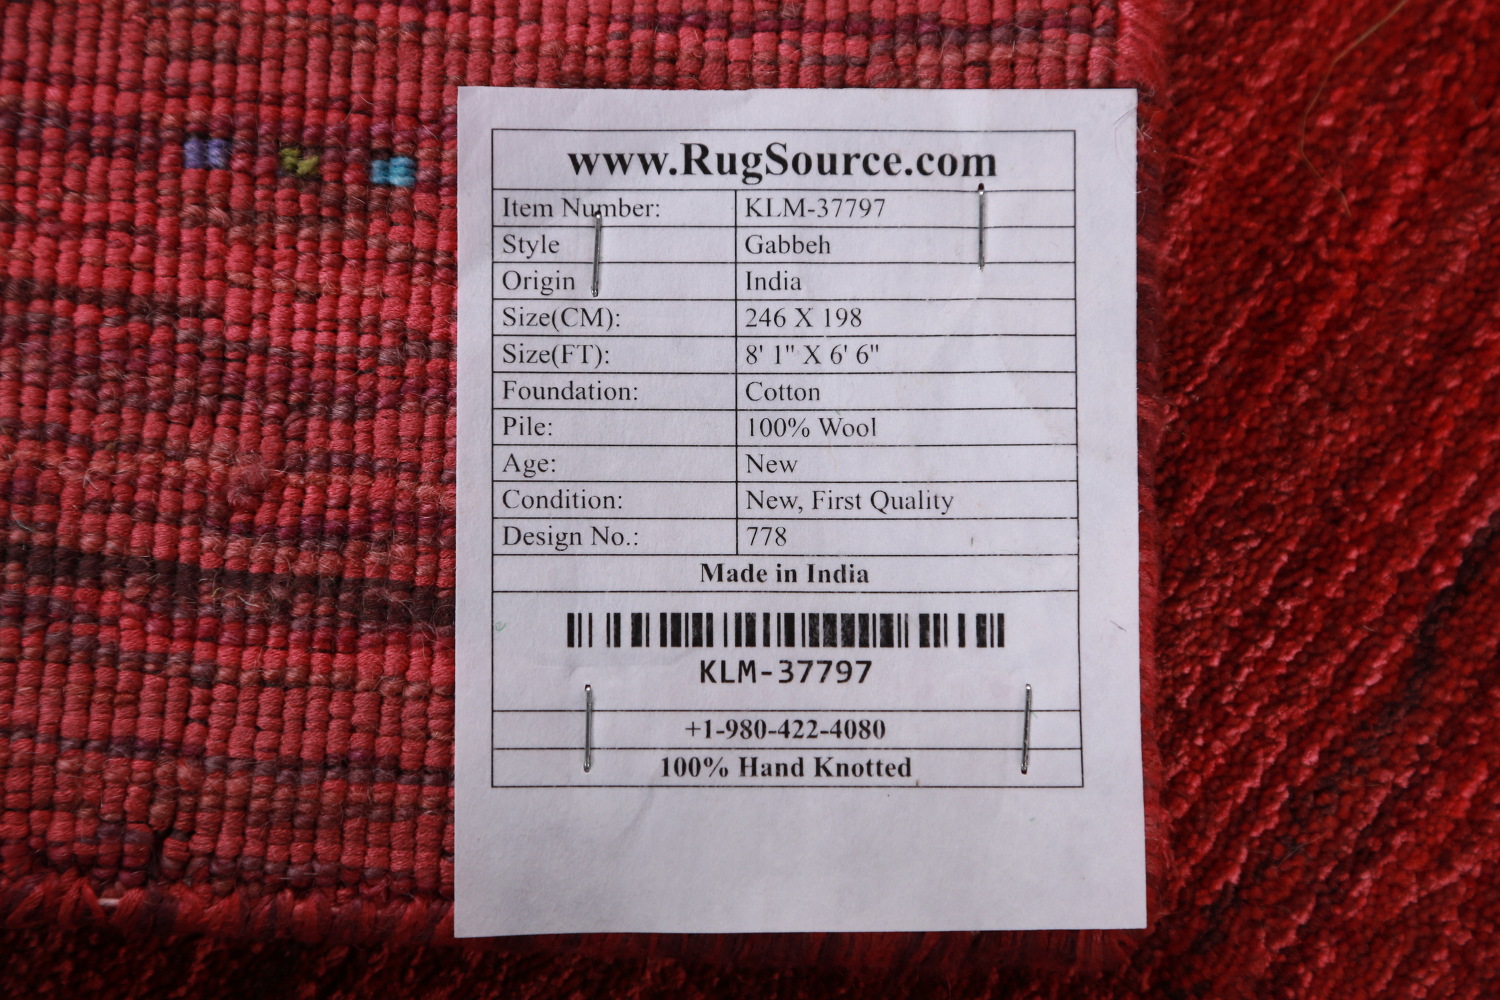 www.RugSource.com
Item Number: KLM-37797
Style Gabbeh
Origin India
Size(CM): 246 X 198
Size(FT): 8' 1" X 6' 6"
Foundation: Cotton
Pile: 100% Wool
Age: New
Condition: New, First Quality
Design No.: 778
Made in India
KLM-37797
+1-980-422-4080
100% Hand Knotted